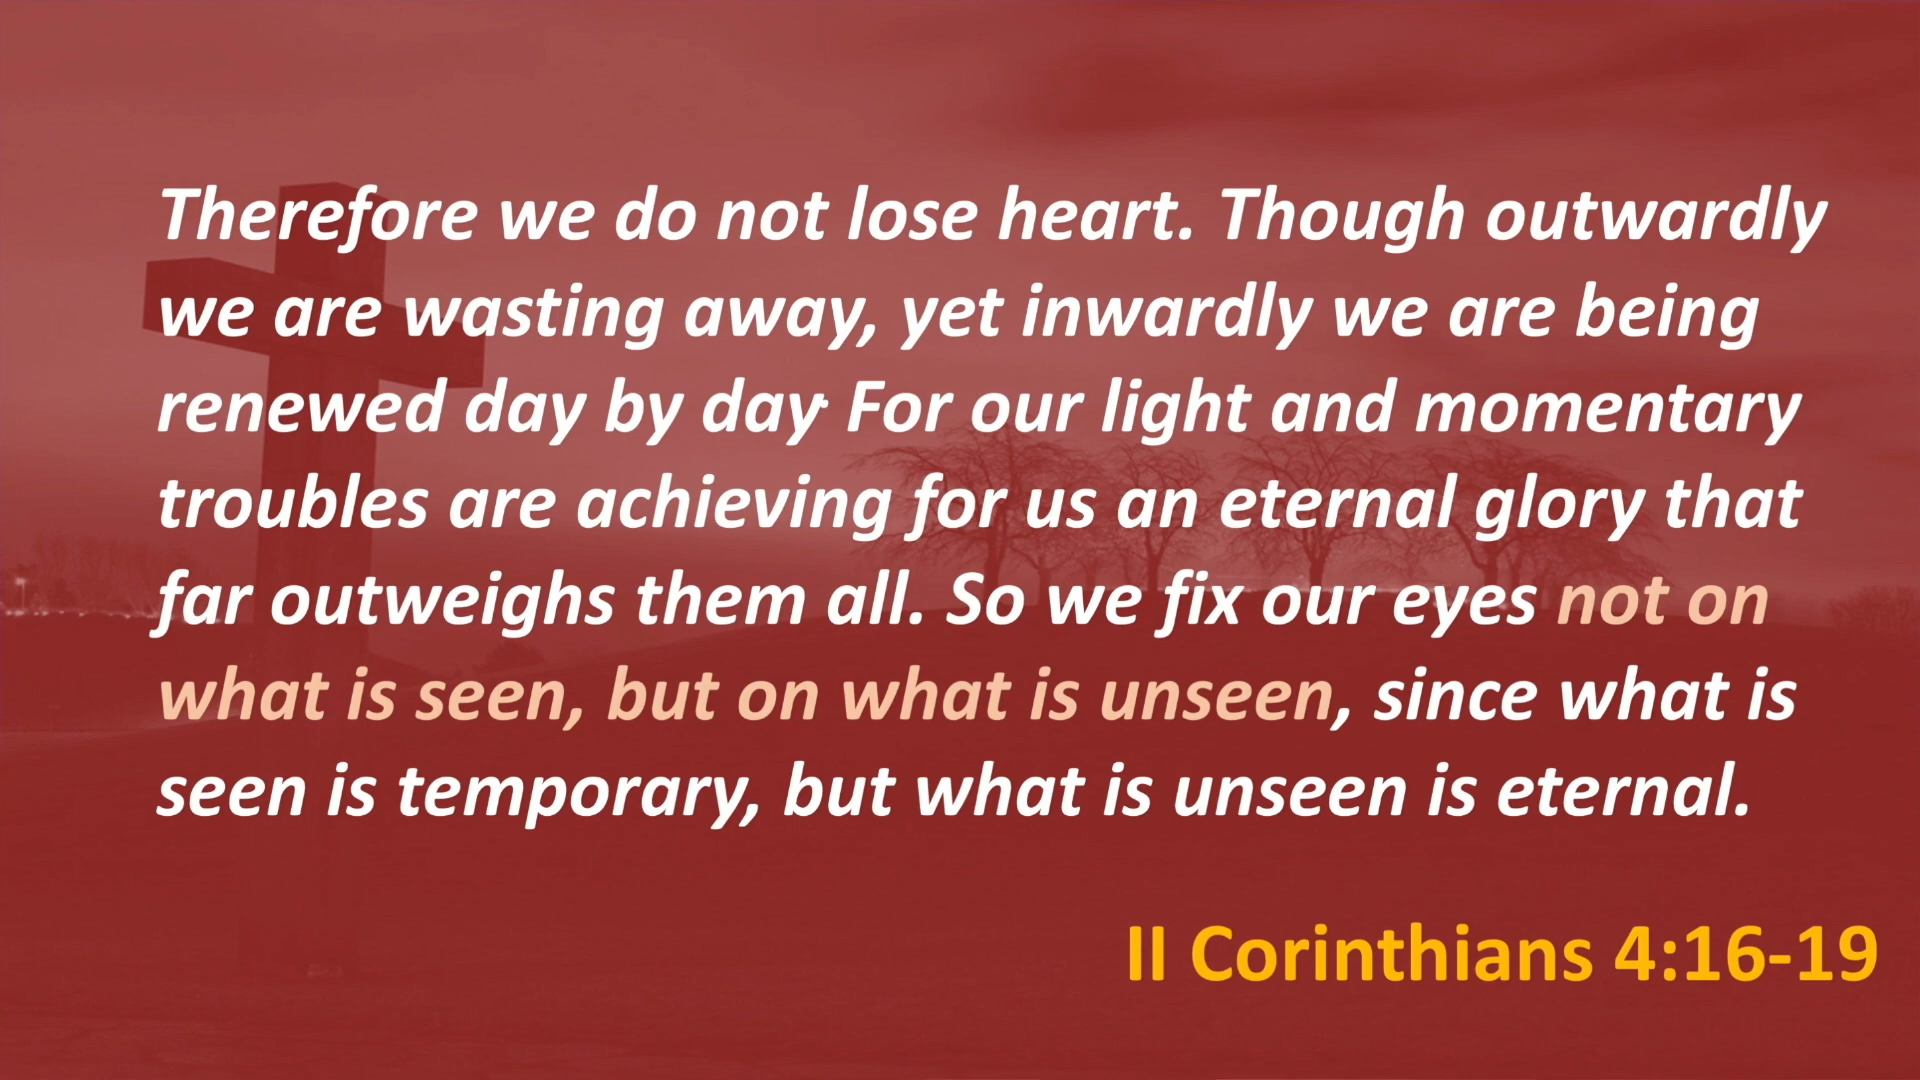 Therefore we do not lose heart. Though outwardly
we are wasting away, yet inwardly we are being
renewed day by day. For our light and momentary
troubles are achieving for us an eternal glory that
far outweighs them all. So we fix our eyes not on
what is seen, but on what is unseen, since what is
seen is temporary, but what is unseen is eternal.
II Corinthians 4:16-19